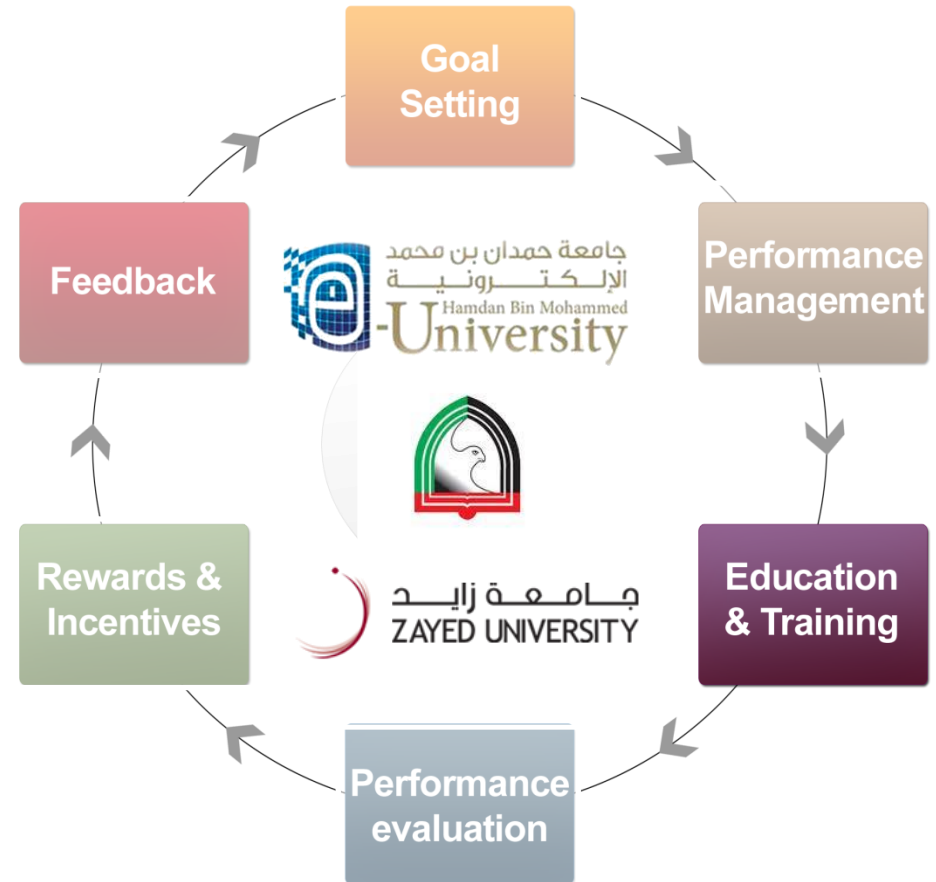 Goal
Setting
Performance
Management
Education
& Training
Performance
evaluation
Rewards &
Incentives
Feedback
جامعة حمدان بن محمد
الإلكترونية
Hamdan Bin Mohammed
e-University
جامعة زايد
ZAYED UNIVERSITY